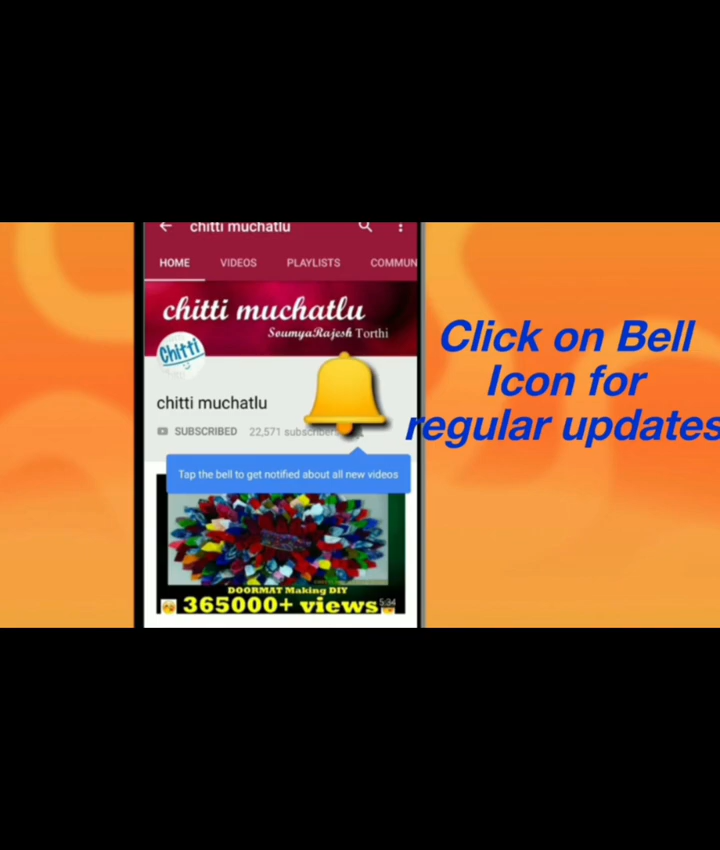 chitti muchatlu
HOME VIDEOS PLAYLISTS COMMUN
chitti muchatlu
SoumyaRajesh Torthi
Chitti
chitti muchatlu
SUBSCRIBED 22,571 subscribers
Tap the bell to get notified about all new videos
DOORMAT Making DIY
365000+ views
5:34
Click on Bell
Icon for
regular updates